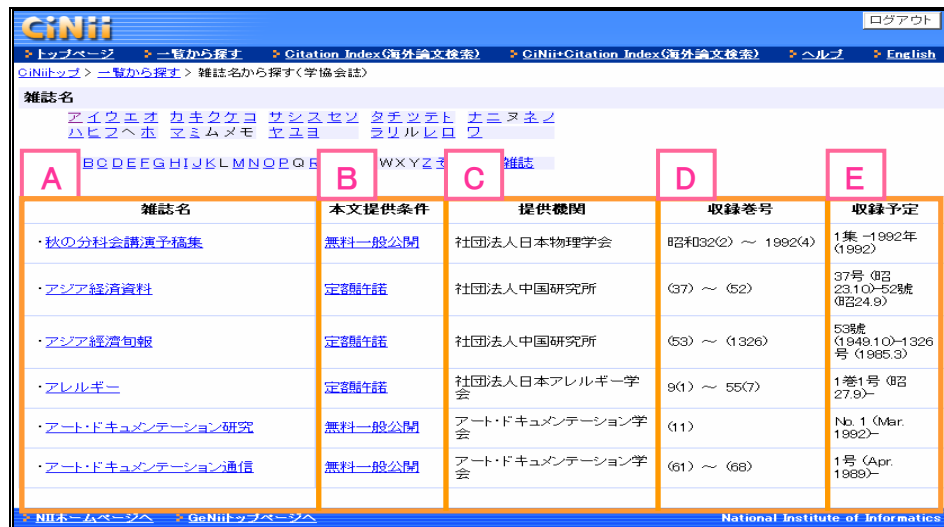 CiNii
ログアウト
トップページ 一覧から探す Citation Index(海外論文検索) CiNii+Citation Index(海外論文検索) ヘルプ English
CiNiiトップ > 一覧から探す > 雑誌名から探す(学協会誌)
雑誌名
アイウエオ カキクケコ サシスセソ タチツテト ナニヌネノ
ハヒフヘホ マミムメモ ヤユヨ ラリルレロ ワ
BCDEFGHIJKLMNOPQR WXYZそ 雑誌
A B C D E
雑誌名 本文提供条件 提供機関 収録巻号 収録予定
・秋の分科会講演予稿集 無料一般公開 社団法人日本物理学会 昭和32(2) ～ 1992(4) 1集 -1992年
(1992)
・アジア経済資料 定額許諾 社団法人中国研究所 (37) ～ (52) 37号 (昭
23.10)-52號
(昭24.9)
・アジア經濟旬報 定額許諾 社団法人中国研究所 (53) ～ (1326) 53號
(1949.10)-1326
号 (1985.3)
・アレルギー 定額許諾 社団法人日本アレルギー学
会 9(1) ～ 55(7) 1巻1号 (昭
27.9)-
・アート・ドキュメンテーション研究 無料一般公開 アート・ドキュメンテーション学
会 (11) No. 1 (Mar.
1992)-
・アート・ドキュメンテーション通信 無料一般公開 アート・ドキュメンテーション学
会 (61) ～ (68) 1号 (Apr.
1989)-
NIIホームページへ GeNiiトップページへ National Institute of Informatics